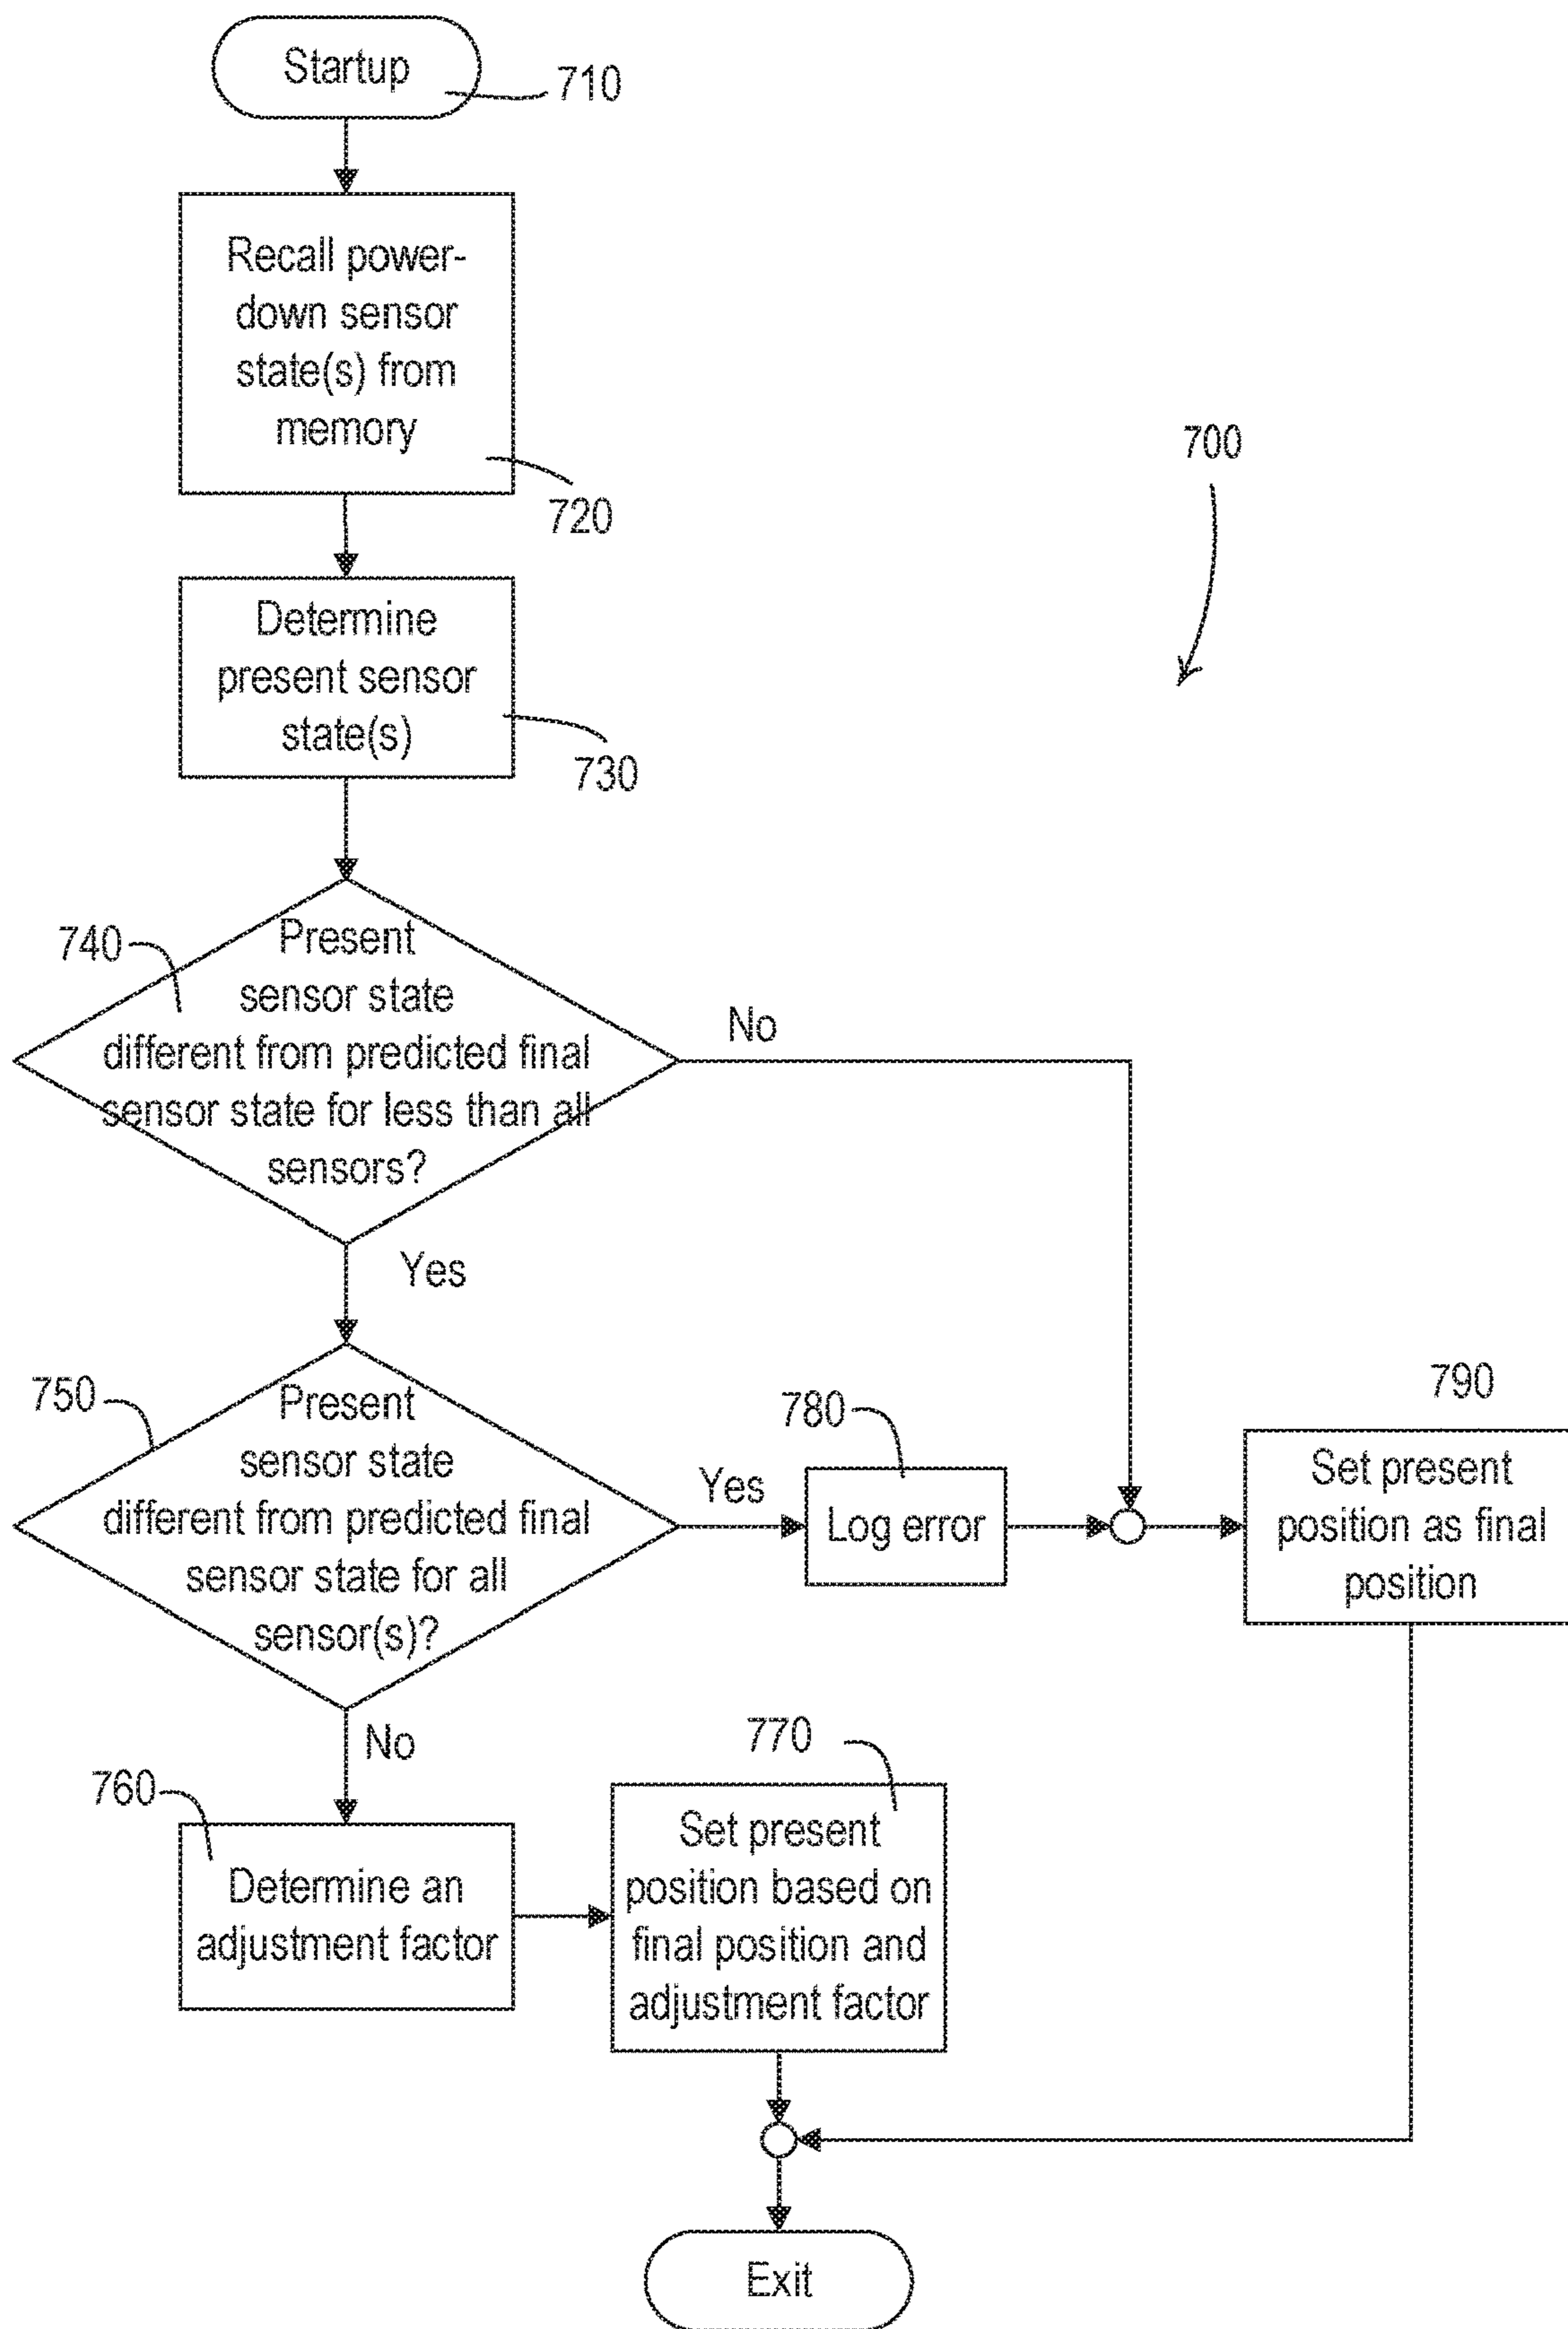 Startup
710
Recall power-
down sensor
state(s) from
memory
720
700
Determine
present sensor
state(s)
730
740
Present
sensor state
different from predicted final
sensor state for less than all
sensors?
No
Yes
750
Present
sensor state
different from predicted final
sensor state for all
sensor(s)?
Yes
780
Log error
790
Set present
position as final
position
No
760
Determine an
adjustment factor
770
Set present
position based on
final position and
adjustment factor
Exit